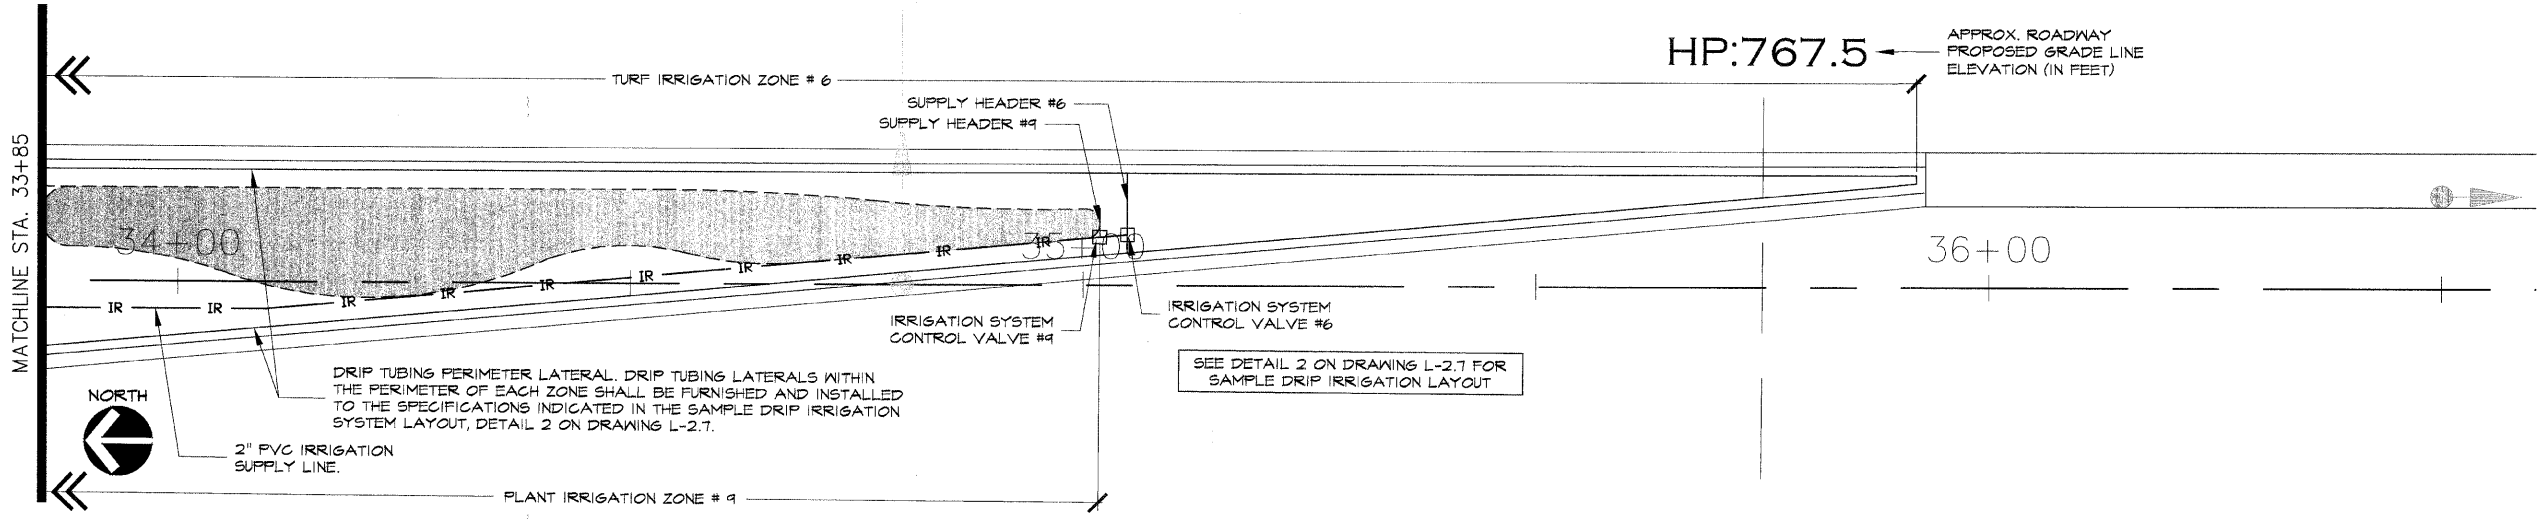 HP:767.5
APPROX. ROADWAY
PROPOSED GRADE LINE
ELEVATION (IN FEET)
TURF IRRIGATION ZONE # 6
SUPPLY HEADER #6
SUPPLY HEADER #9
MATCHLINE STA. 33+85
34+00
35+00
36+00
IR
IR
IR
IR
IR
IR
IR
IR
IR
IR
IRRIGATION SYSTEM
CONTROL VALVE #9
IRRIGATION SYSTEM
CONTROL VALVE #6
SEE DETAIL 2 ON DRAWING L-2.7 FOR
SAMPLE DRIP IRRIGATION LAYOUT
DRIP TUBING PERIMETER LATERAL. DRIP TUBING LATERALS WITHIN
THE PERIMETER OF EACH ZONE SHALL BE FURNISHED AND INSTALLED
TO THE SPECIFICATIONS INDICATED IN THE SAMPLE DRIP IRRIGATION
SYSTEM LAYOUT, DETAIL 2 ON DRAWING L-2.7.
NORTH
2" PVC IRRIGATION
SUPPLY LINE.
PLANT IRRIGATION ZONE # 9